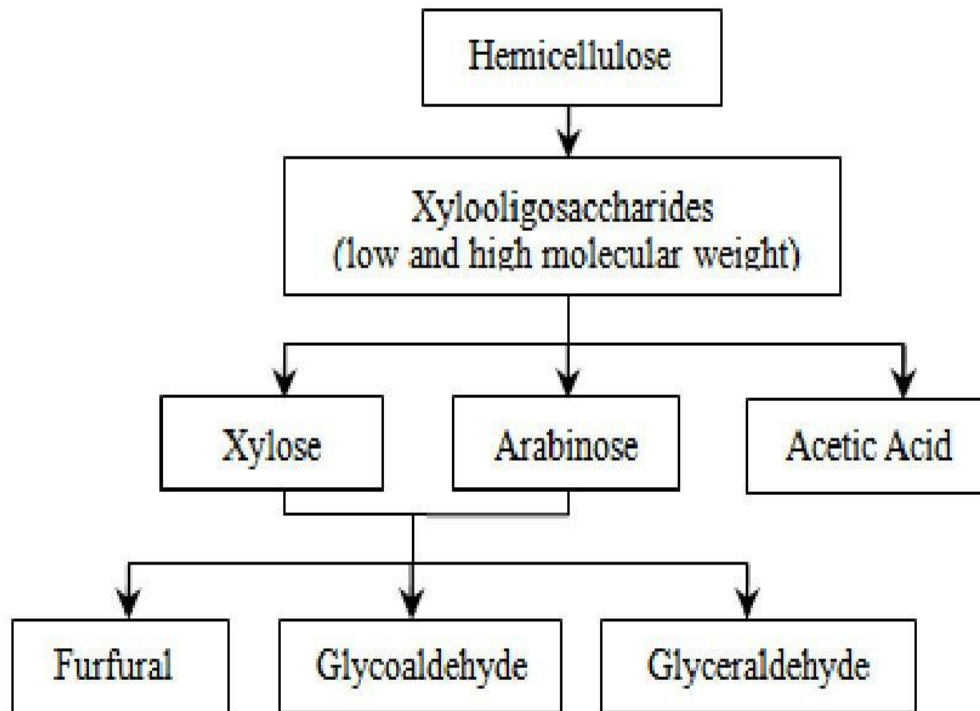 Hemicellulose
Xylooligosaccharides
(low and high molecular weight)
Xylose
Arabinose
Acetic Acid
Furfural
Glycoaldehyde
Glyceraldehyde